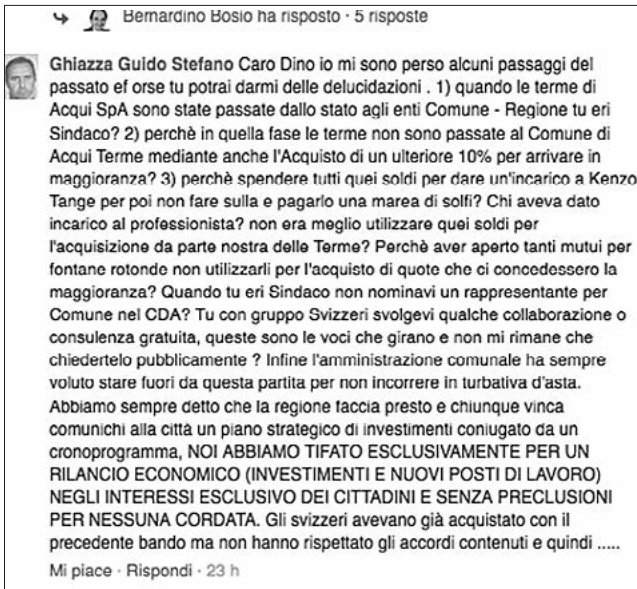 Bernardino Bosio ha risposto · 5 risposte
Ghiazza Guido Stefano Caro Dino io mi sono perso alcuni passaggi del
passato ef orse tu potrai darmi delle delucidazioni . 1) quando le terme di
Acqui SpA sono state passate dallo stato agli enti Comune - Regione tu eri
Sindaco? 2) perchè in quella fase le terme non sono passate al Comune di
Acqui Terme mediante anche l'Acquisto di un ulteriore 10% per arrivare in
maggioranza? 3) perchè spendere tutti quei soldi per dare un'incarico a Kenzo
Tange per poi non fare sulla e pagarlo una marea di solfi? Chi aveva dato
incarico al professionista? non era meglio utilizzare quei soldi per
l'acquisizione da parte nostra delle Terme? Perchè aver aperto tanti mutui per
fontane rotonde non utilizzarli per l'acquisto di quote che ci concedessero la
maggioranza? Quando tu eri Sindaco non nominavi un rappresentante per
Comune nel CDA? Tu con gruppo Svizzeri svolgevi qualche collaborazione o
consulenza gratuita, queste sono le voci che girano e non mi rimane che
chiedertelo pubblicamente ? Infine l'amministrazione comunale ha sempre
voluto stare fuori da questa partita per non incorrere in turbativa d'asta.
Abbiamo sempre detto che la regione faccia presto e chiunque vinca
comunichi alla città un piano strategico di investimenti coniugato da un
cronoprogramma, NOI ABBIAMO TIFATO ESCLUSIVAMENTE PER UN
RILANCIO ECONOMICO (INVESTIMENTI E NUOVI POSTI DI LAVORO)
NEGLI INTERESSI ESCLUSIVO DEI CITTADINI E SENZA PRECLUSIONI
PER NESSUNA CORDATA. Gli svizzeri avevano già acquistato con il
precedente bando ma non hanno rispettato gli accordi contenuti e quindi .....
Mi piace · Rispondi · 23 h